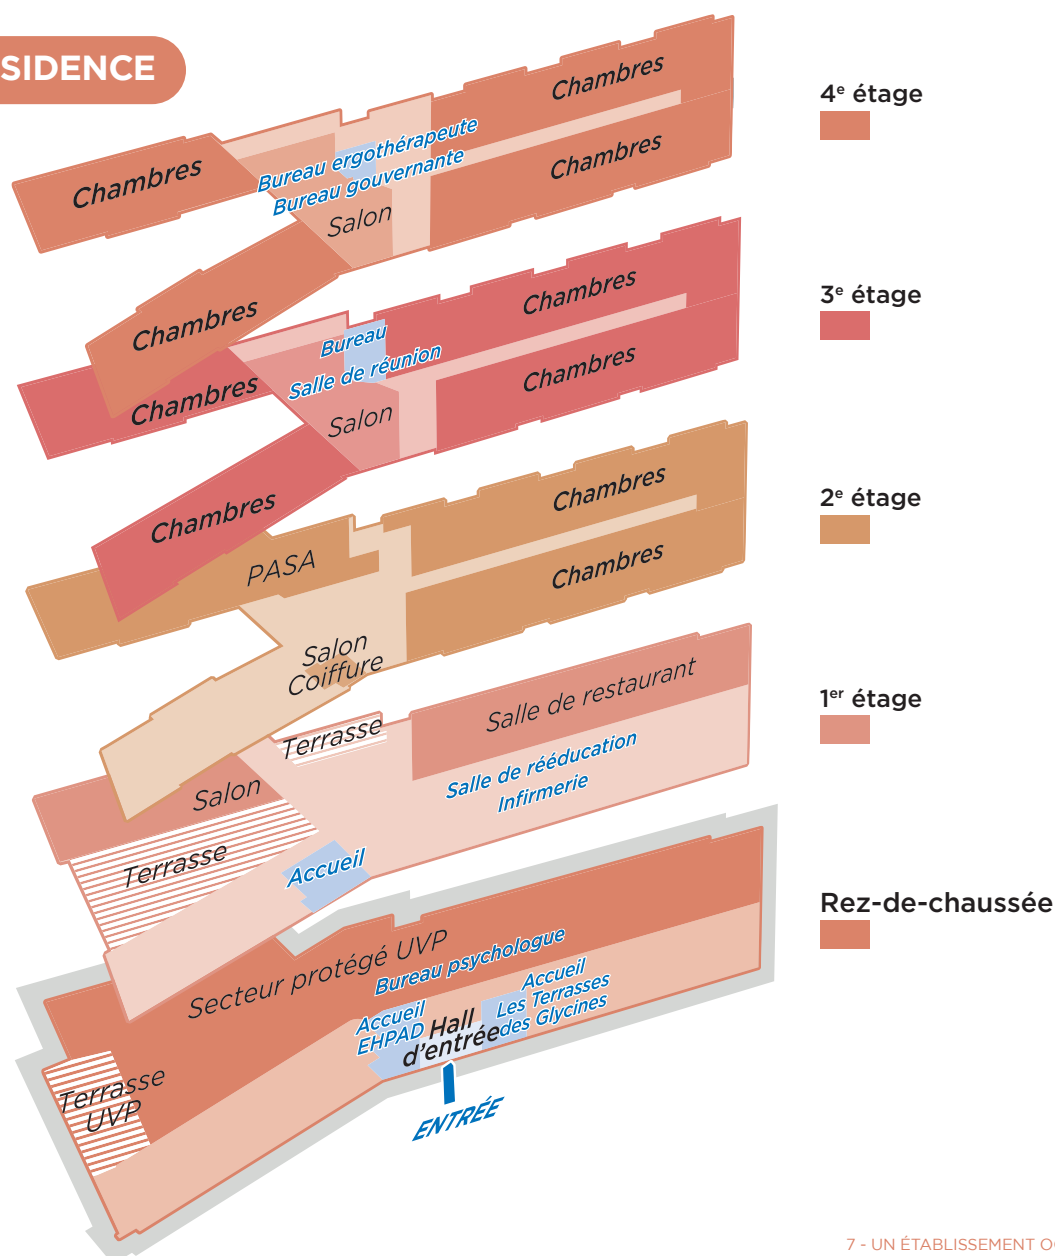 SIDENCE
4e étage
Chambres
Chambres
Bureau ergothérapeute
Bureau gouvernante
Chambres
Salon
Chambres
3e étage
Chambres
Bureau
Salle de réunion
Chambres
Chambres
Salon
Chambres
2e étage
Chambres
PASA
Chambres
Salon
Coiffure
1er étage
Salle de restaurant
Terrasse
Salle de rééducation
Infirmerie
Salon
Terrasse
Accueil
Rez-de-chaussée
Secteur protégé UVP
Bureau psychologue
Accueil
EHPAD
Hall
d'entrée
Accueil
Les Terrasses
des Glycines
Terrasse
UVP
ENTRÉE
7 - UN ÉTABLISSEMENT